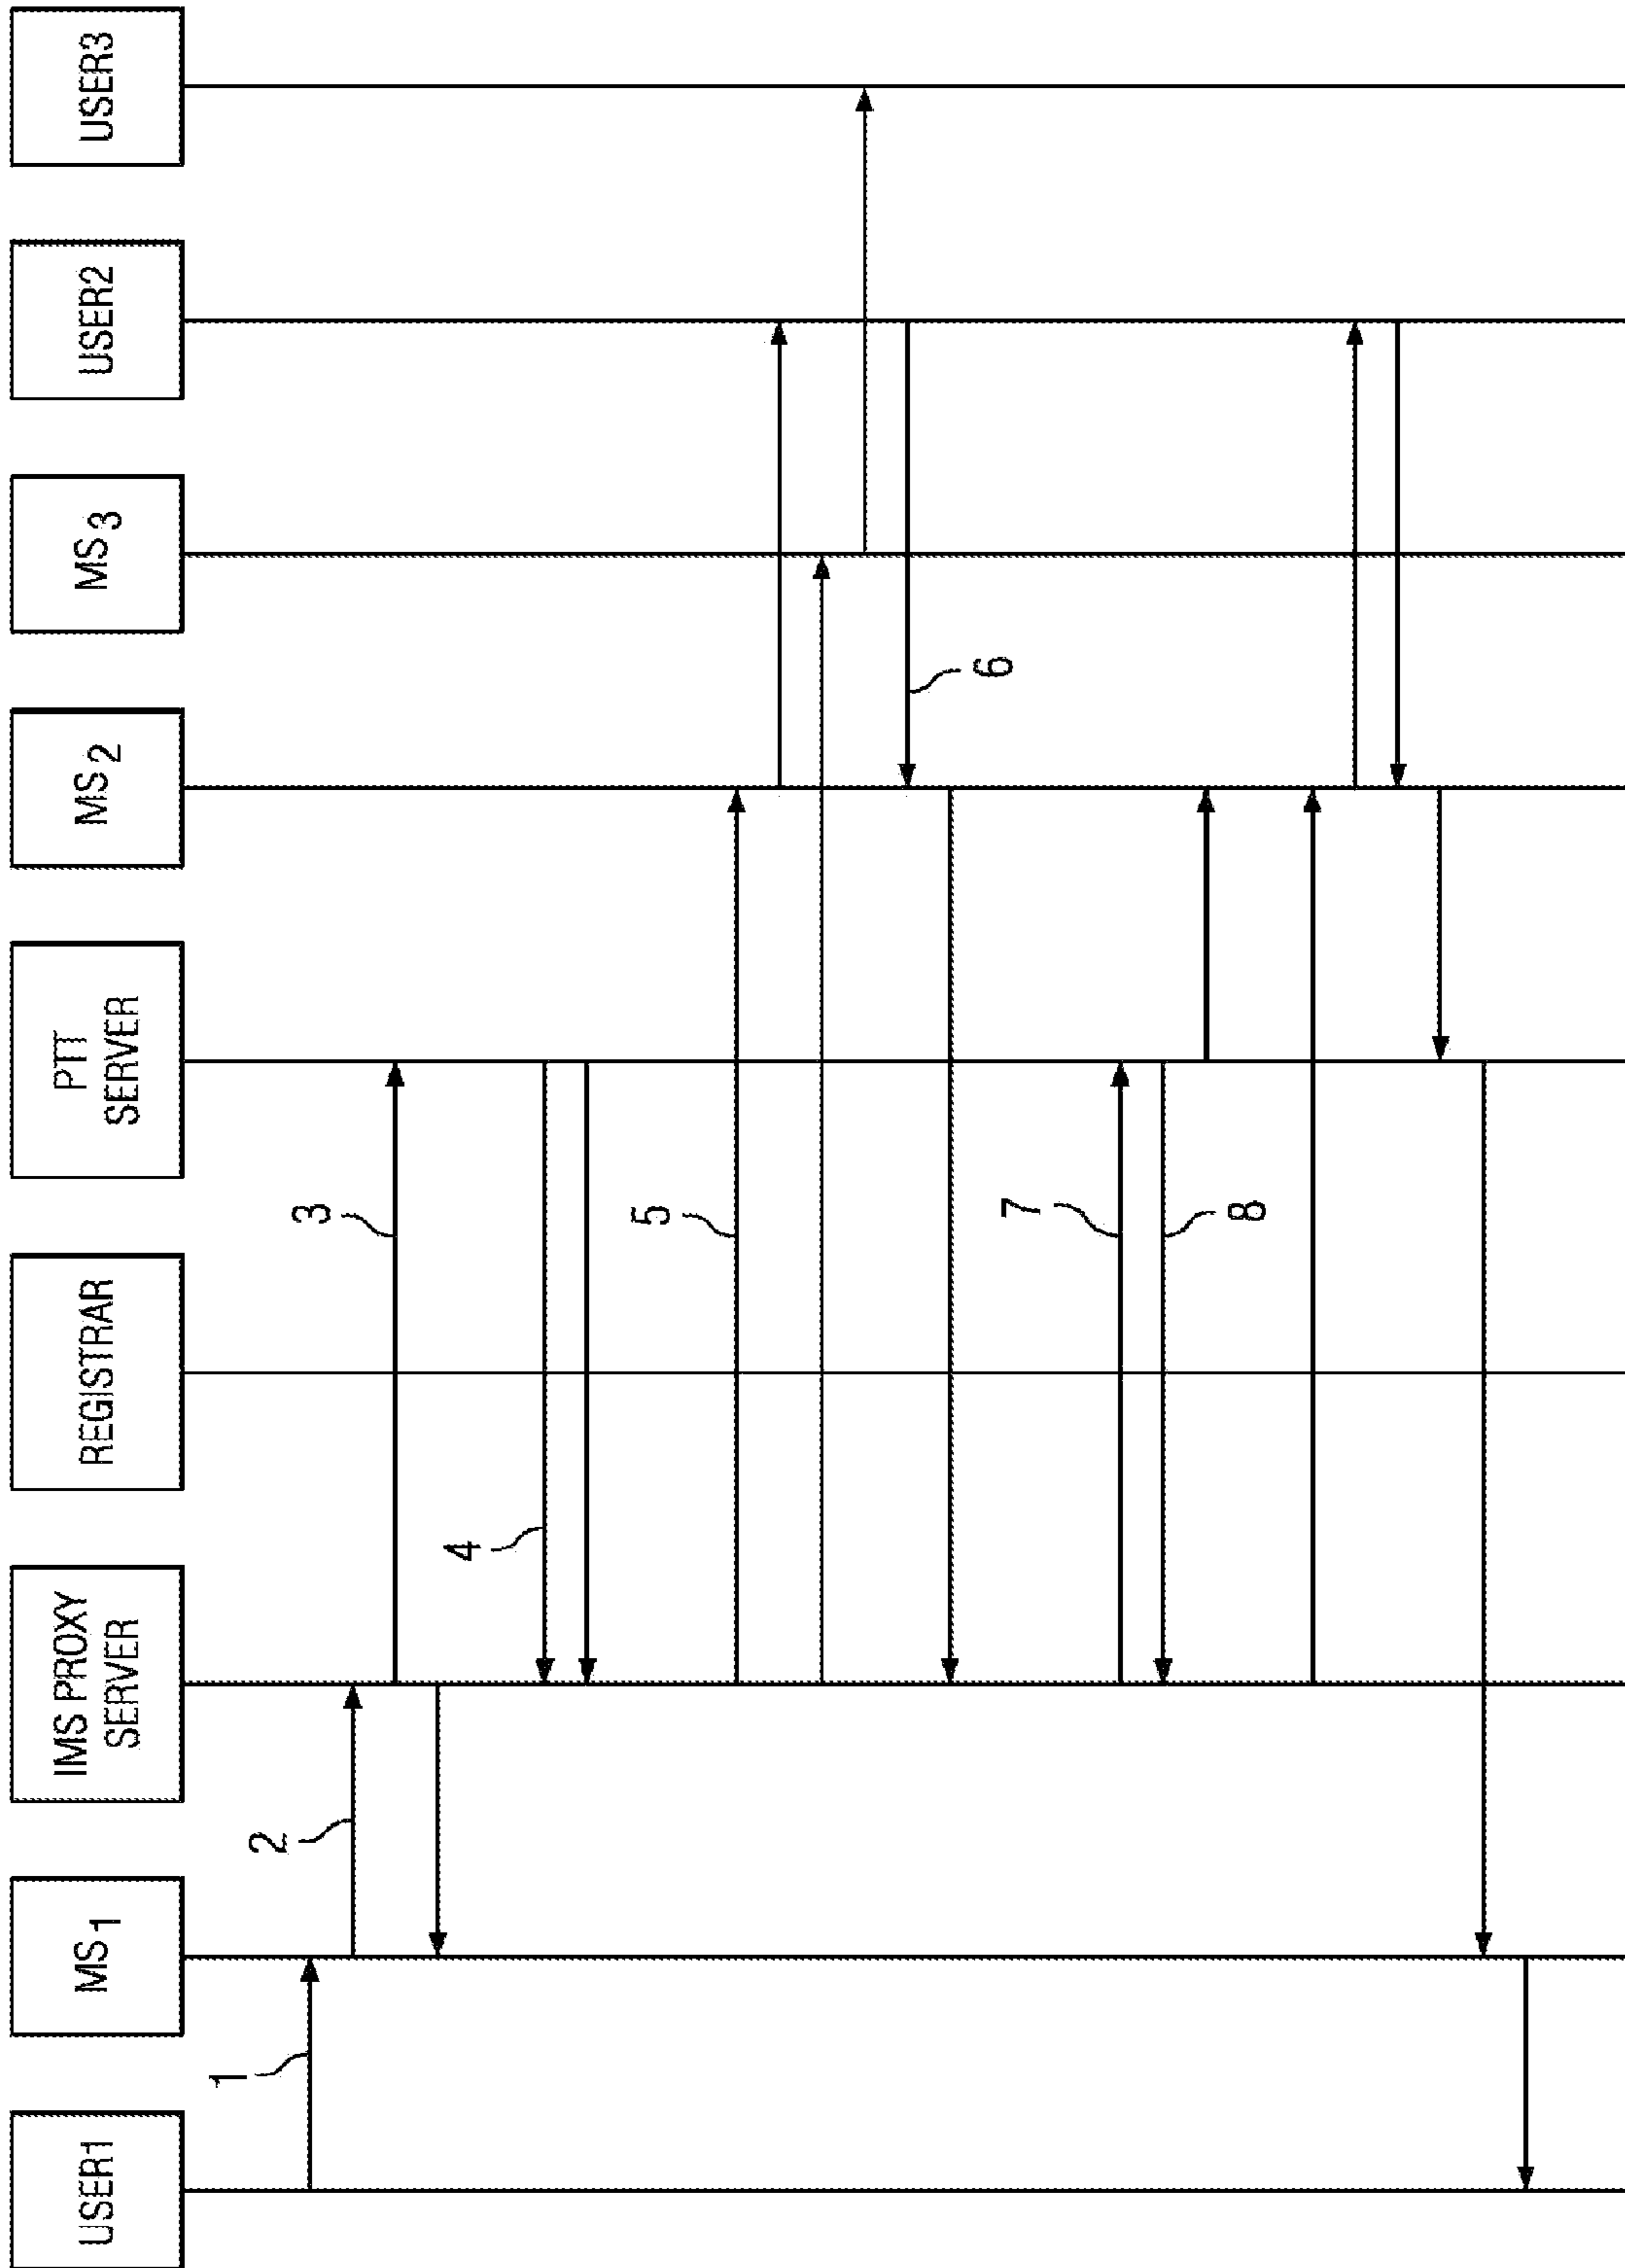 USER1
MS1
IMS PROXY
SERVER
REGISTRAR
PTT
SERVER
MS2
MS3
USER2
USER3
1
2
3
4
5
6
7
8